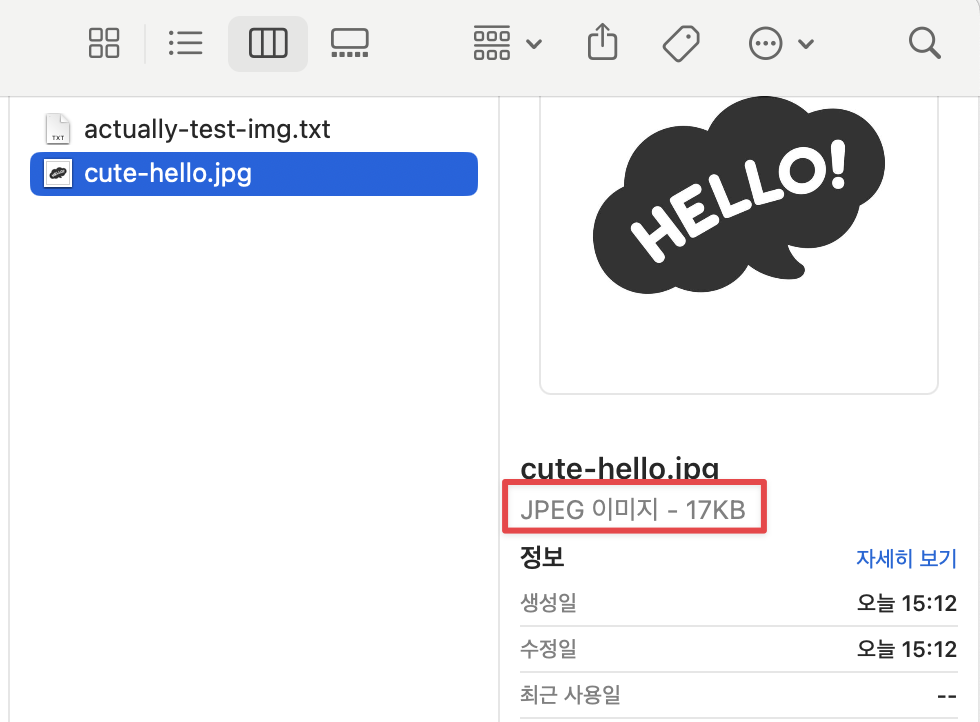 actually-test-img.txt
cute-hello.jpg
HELLO!
cute-hello.jpg
JPEG 이미지 - 17KB
정보 자세히 보기
생성일 오늘 15:12
수정일 오늘 15:12
최근 사용일 --